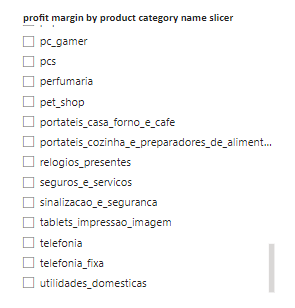 profit margin by product category name slicer
pc_gamer
pcs
perfumaria
pet_shop
portateis_casa_forno_e_cafe
portateis_cozinha_e_preparadores_de_aliment...
relogios_presentes
seguros_e_servicos
sinalizacao_e_seguranca
tablets_impressao_imagem
telefonia
telefonia_fixa
utilidades_domesticas